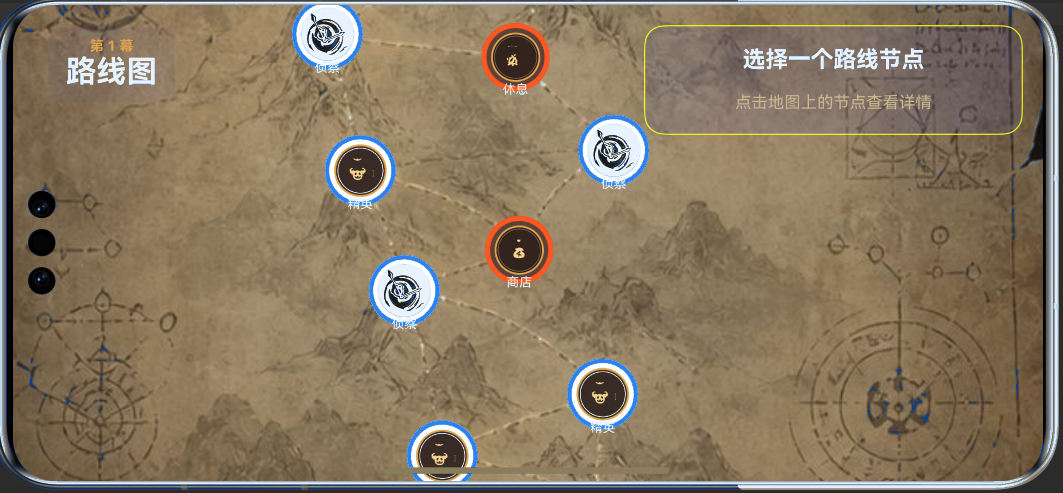 第1幕
路线图
选择一个路线节点
点击地图上的节点查看详情
侦察
休息
侦察
精英
商店
侦察
精英